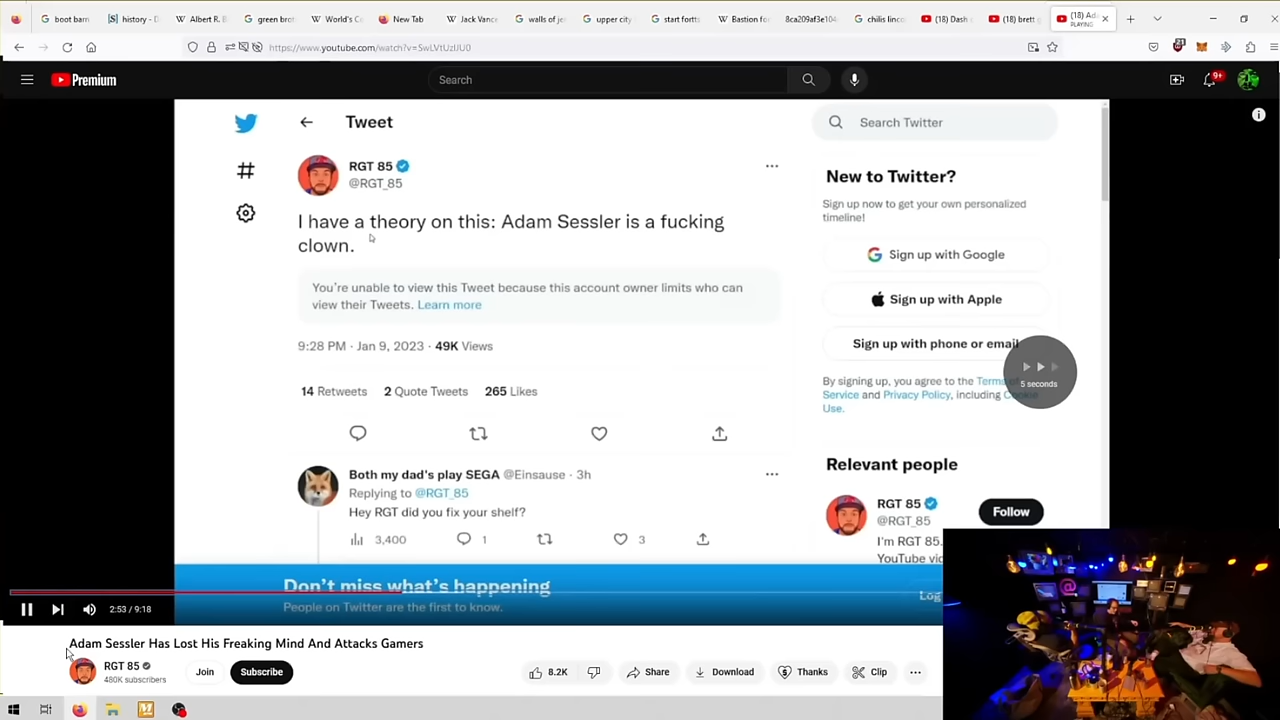 boot barn
history -
Albert R. B
green bro
World's C
New Tab
Jack Vanc
walls of je
upper city
start fortts
Bastion fo
8ca209af3e104
chilis linco
(18) Dash
(18) brett
(18) Ad
PLAYING
https://www.youtube.com/watch?v=SwLVtUzIJU0
21
Premium
Search
9+
Tweet
Search Twitter
RGT 85
@RGT_85
I have a theory on this: Adam Sessler is a fucking
clown.
You're unable to view this Tweet because this account owner limits who can
view their Tweets. Learn more
9:28 PM · Jan 9, 2023 · 49K Views
14 Retweets 2 Quote Tweets 265 Likes
Both my dad's play SEGA @Einsause · 3h
Replying to @RGT_85
Hey RGT did you fix your shelf?
3,400 1 3
New to Twitter?
Sign up now to get your own personalized
timeline!
Sign up with Google
Sign up with Apple
Sign up with phone or email
5 seconds
By signing up, you agree to the Terms of
Service and Privacy Policy, including Cookie
Use.
Relevant people
RGT 85
@RGT_85
Follow
I'm RGT 85.
YouTube vid
Don't miss what's happening
People on Twitter are the first to know.
Log
2:53 / 9:18
Adam Sessler Has Lost His Freaking Mind And Attacks Gamers
RGT 85
480K subscribers
Join
Subscribe
8.2K
Share
Download
Thanks
Clip